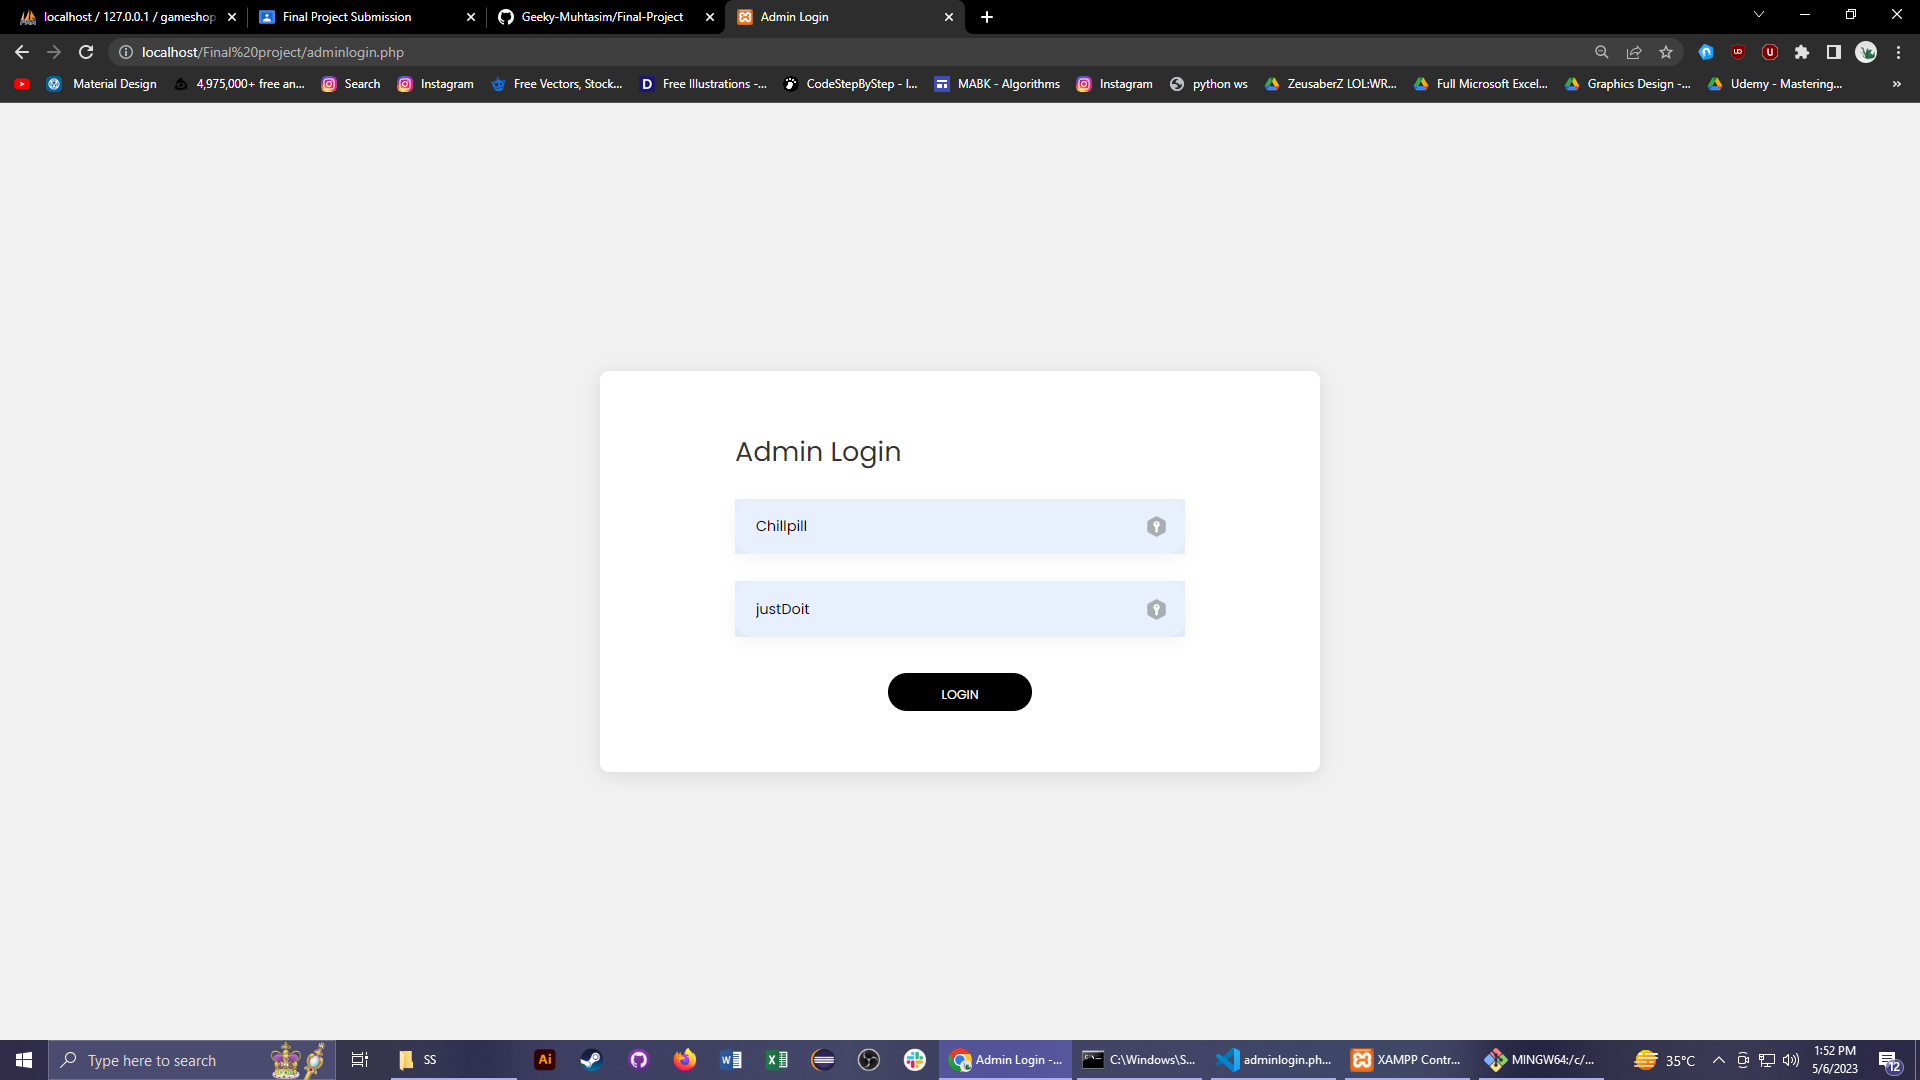 localhost / 127.0.0.1 / gameshop
Final Project Submission
Geeky-Muhtasim/Final-Project
Admin Login
localhost/Final%20project/adminlogin.php
Material Design
4,975,000+ free an...
Search
Instagram
Free Vectors, Stock...
D
Free Illustrations -...
CodeStepByStep - I...
MABK - Algorithms
Instagram
python ws
ZeusaberZ LOL:WR...
Full Microsoft Excel...
Graphics Design -...
Udemy - Mastering...
»
Admin Login
Chillpill
justDoit
LOGIN
Type here to search
SS
Ai
Admin Login -...
C:\Windows\S...
adminlogin.ph...
XAMPP Contr...
MINGW64:/c/...
35°C
1:52 PM
5/6/2023
12